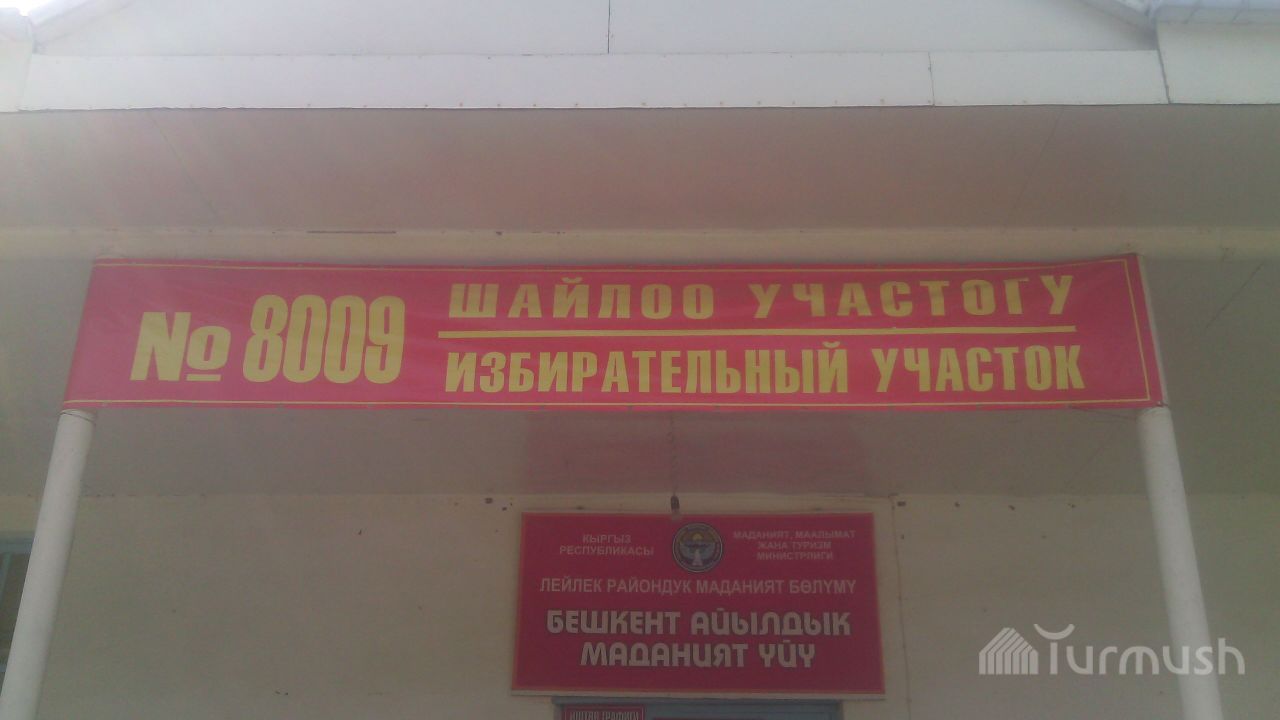 № 8009
ШАЙЛОО УЧАСТОГУ
ИЗБИРАТЕЛЬНЫЙ УЧАСТОК
КЫРГЫЗ
РЕСПУБЛИКАСЫ
МАДАНИЯТ, МААЛЫМАТ
ЖАНА ТУРИЗМ
МИНИСТРЛИГИ
ЛЕЙЛЕК РАЙОНДУК МАДАНИЯТ БӨЛҮМҮ
БЕШКЕНТ АЙЫЛДЫК
МАДАНИЯТ ҮЙҮ
Turmush